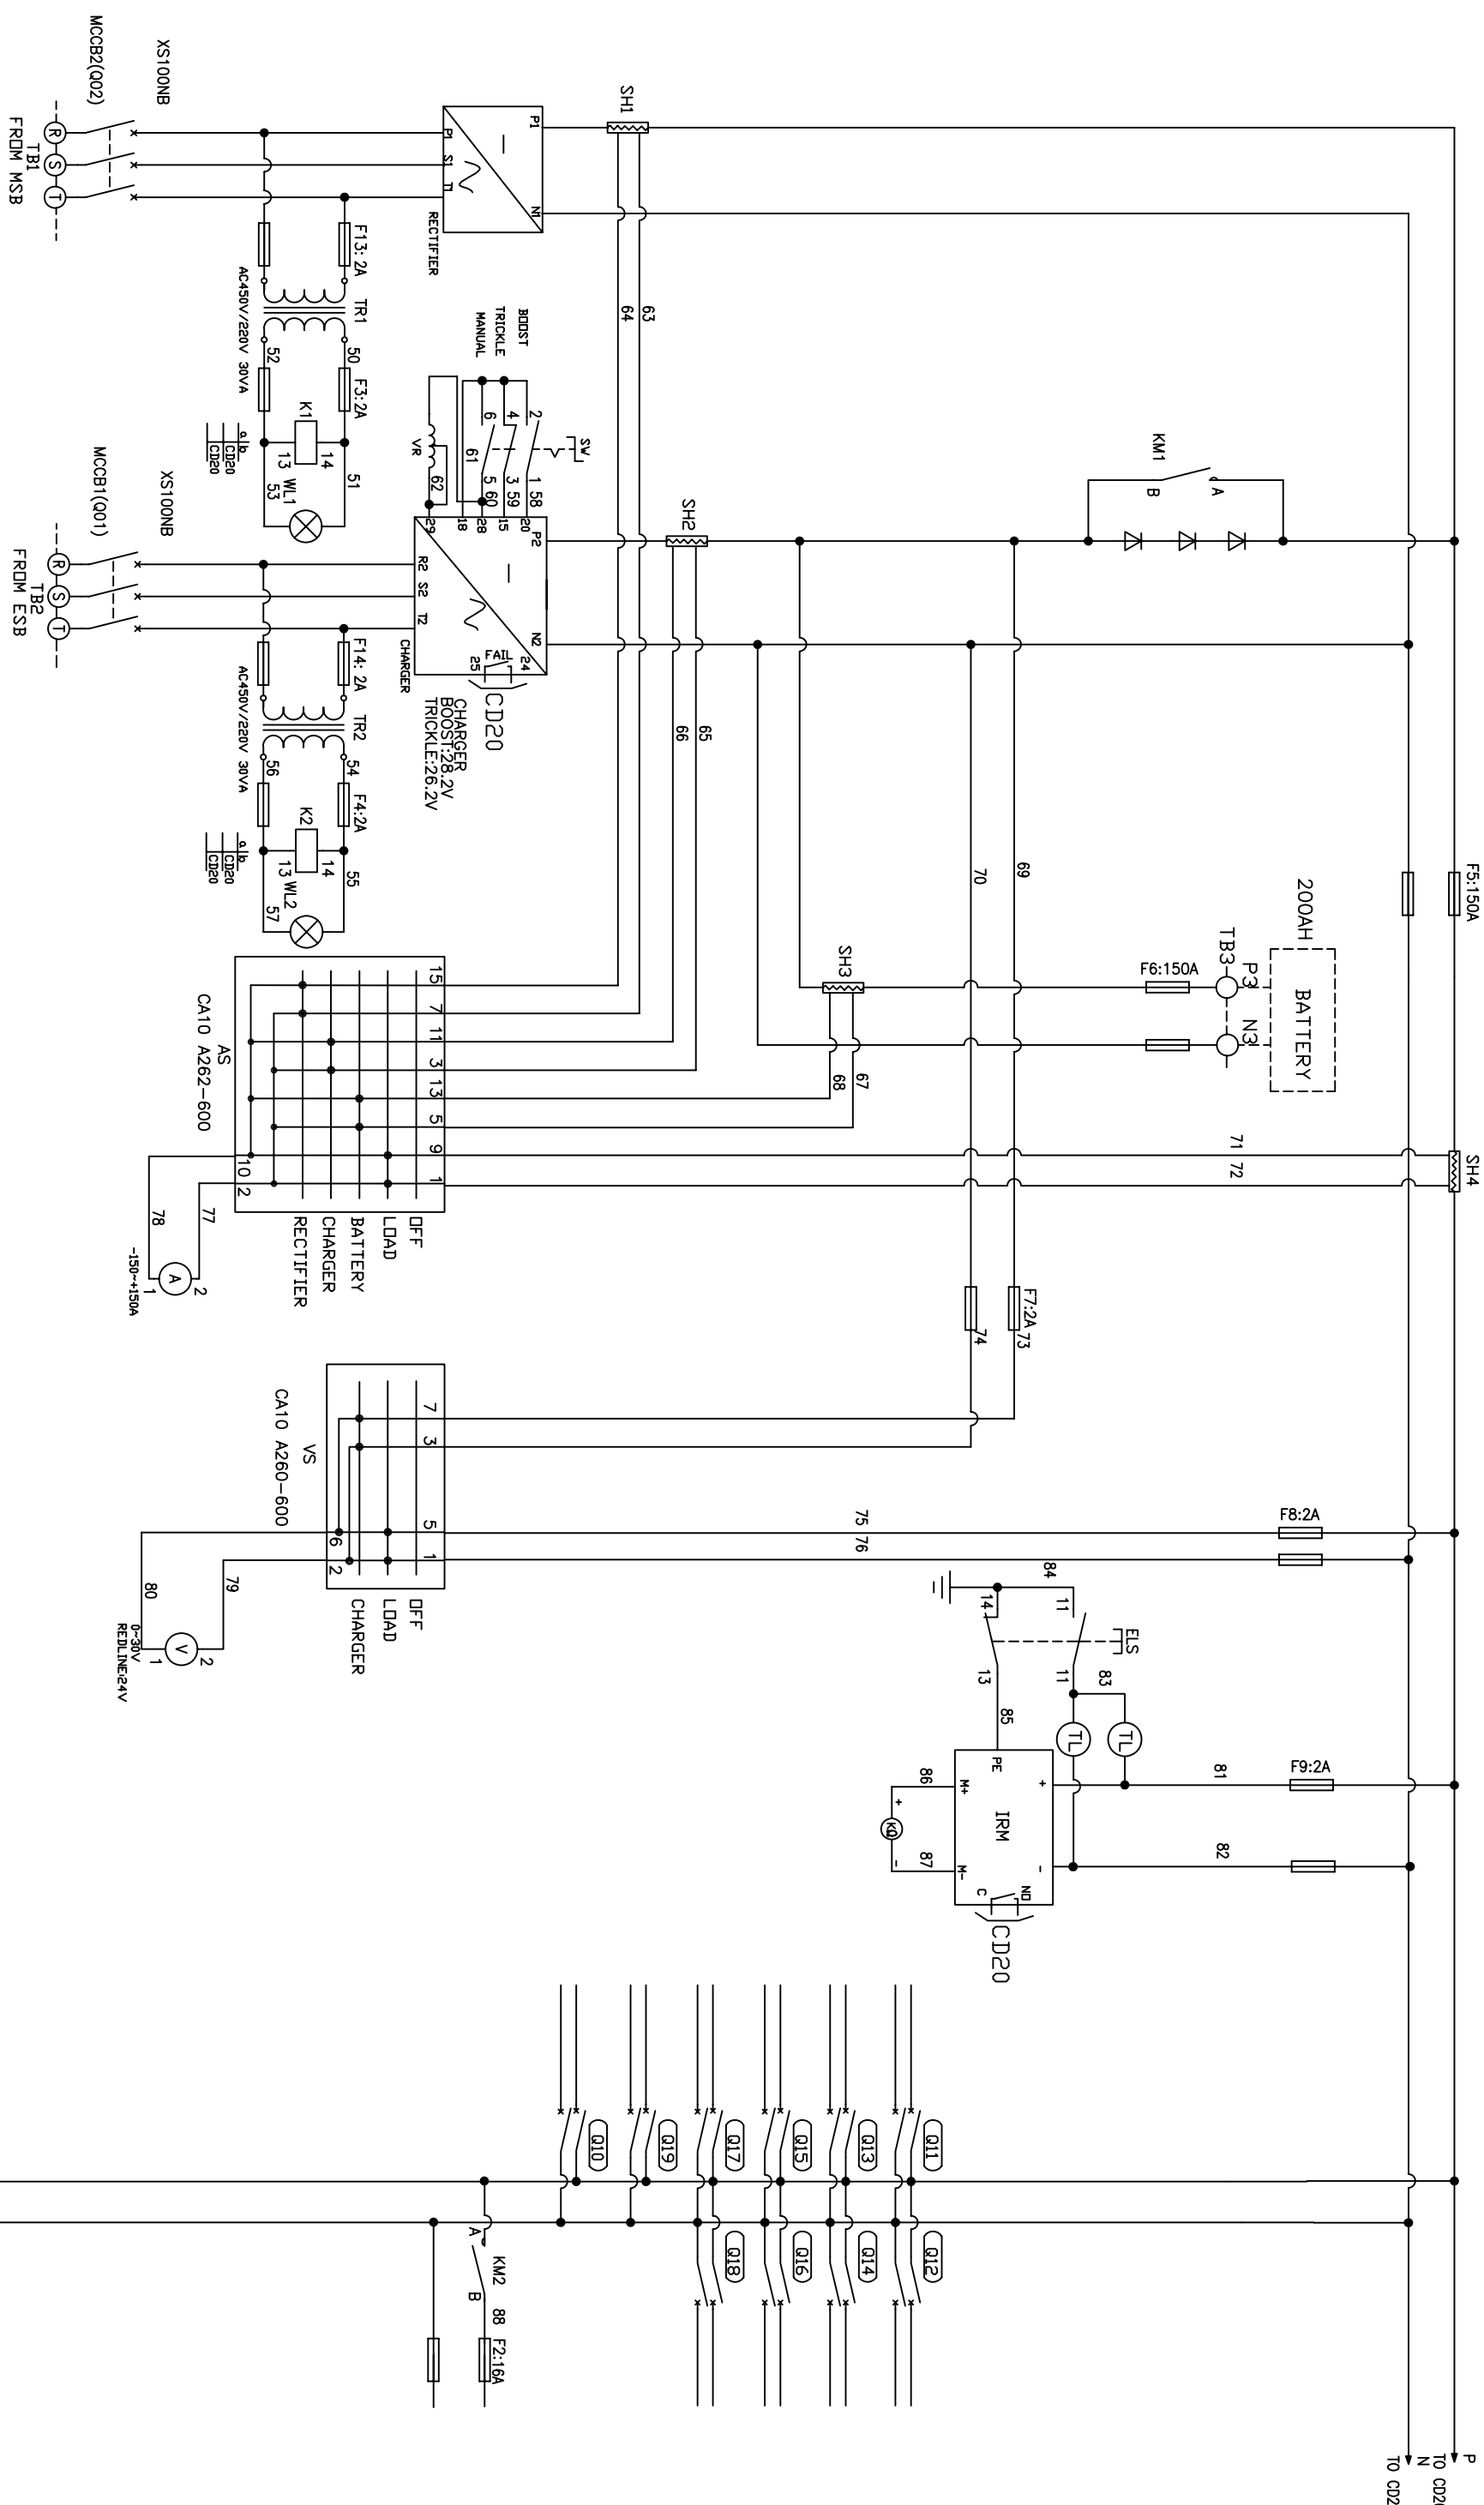 P
TO CD20
N
TO CD2
F5:150A
SH4
KM1
A
B
200AH
BATTERY
TB3
P3
N3
F6:150A
SH3
71
72
F8:2A
75
76
F9:2A
81
82
84
83
85
11
14
11
13
ELS
TL
TL
PE
+
-
IRM
M+
M-
NO
C
CD20
86
87
+
-
KΩ
SH1
63
64
P1
N1
P1
S1
T1
RECTIFIER
SH2
65
66
69
70
67
68
F7:2A
73
74
BOOST
TRICKLE
MANUAL
SW
2
4
6
1
3
5
58
59
60
61
62
VR
20
15
28
18
29
P2
N2
R2
S2
T2
FAIL
25
24
CHARGER
CD20
CHARGER
BOOST:28.2V
TRICKLE:26.2V
XS100NB
MCCB2(Q02)
R
S
T
TB1
FROM MSB
F13: 2A
TR1
AC450V/220V 30VA
50
52
F3:2A
K1
14
13
51
53
WL1
a b
CD20
CD20
XS100NB
MCCB1(Q01)
R
S
T
TB2
FROM ESB
F14: 2A
TR2
AC450V/220V 30VA
54
56
F4:2A
K2
14
13
55
57
WL2
a b
CD20
CD20
15
7
11
3
13
5
9
1
10
2
AS
CA10 A262-600
OFF
LOAD
BATTERY
CHARGER
RECTIFIER
77
78
A
1
2
-150~+150A
7
3
5
1
6
2
VS
CA10 A260-600
OFF
LOAD
CHARGER
79
80
V
1
2
0~30V
REDLINE:24V
Q11
Q13
Q15
Q17
Q19
Q10
Q12
Q14
Q16
Q18
A
B
KM2
88
F2:16A